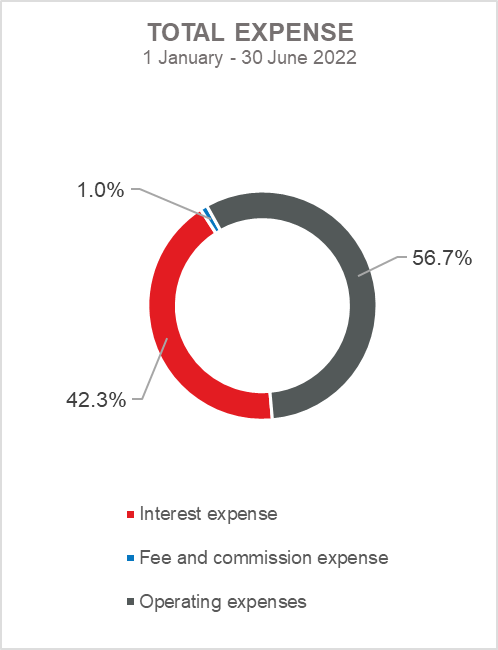 TOTAL EXPENSE
1 January - 30 June 2022
1.0%
56.7%
42.3%
Interest expense
Fee and commission expense
Operating expenses